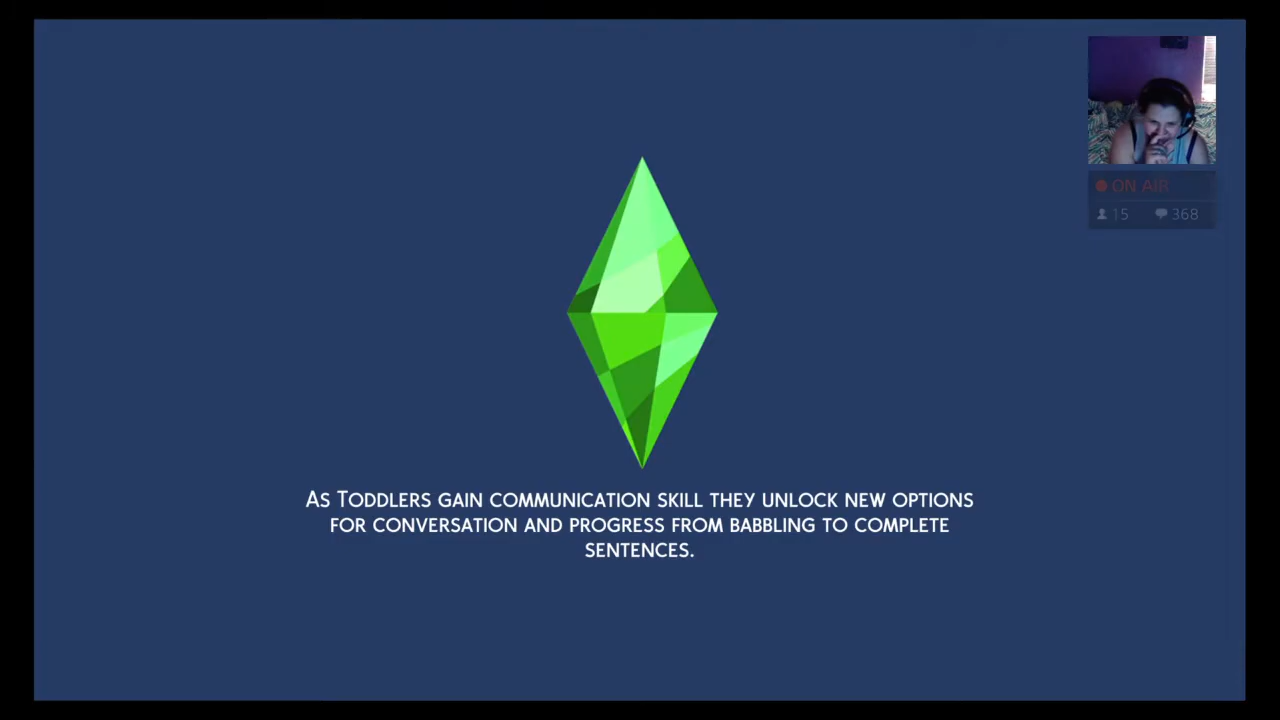 ON AIR
15 368
AS TODDLERS GAIN COMMUNICATION SKILL THEY UNLOCK NEW OPTIONS
FOR CONVERSATION AND PROGRESS FROM BABBLING TO COMPLETE
SENTENCES.